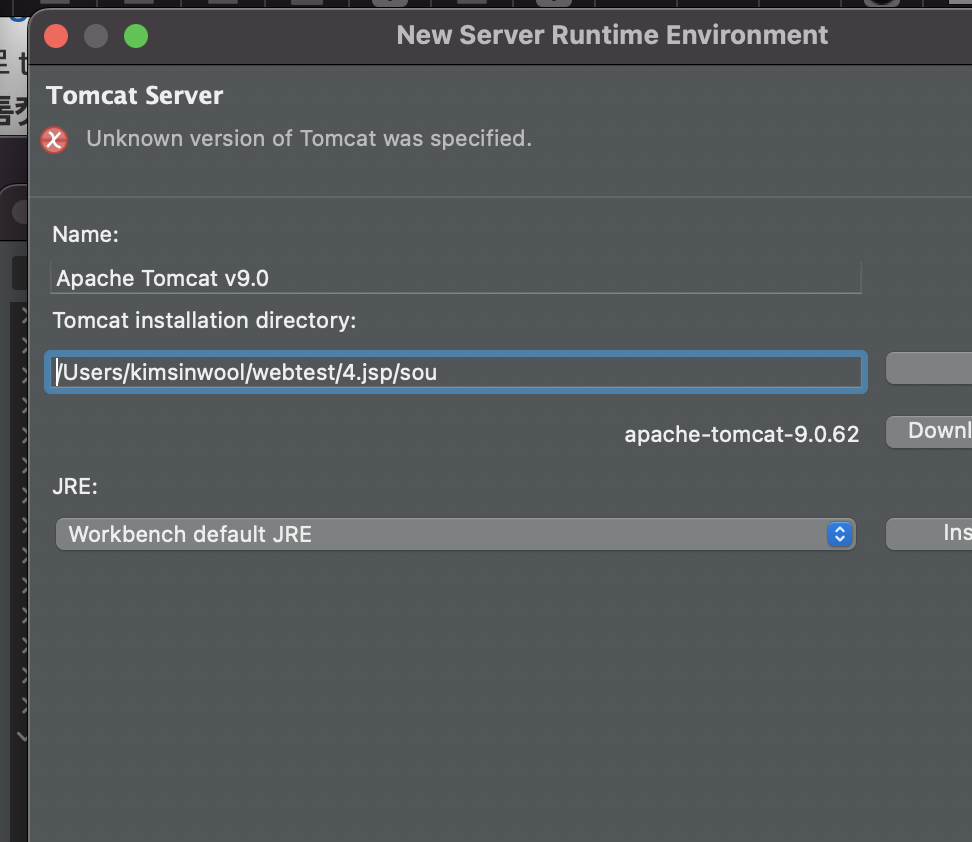 New Server Runtime Environment
Tomcat Server
Unknown version of Tomcat was specified.
Name:
Apache Tomcat v9.0
Tomcat installation directory:
/Users/kimsinwool/webtest/4.jsp/sou
apache-tomcat-9.0.62
Downl
JRE:
Workbench default JRE
Ins